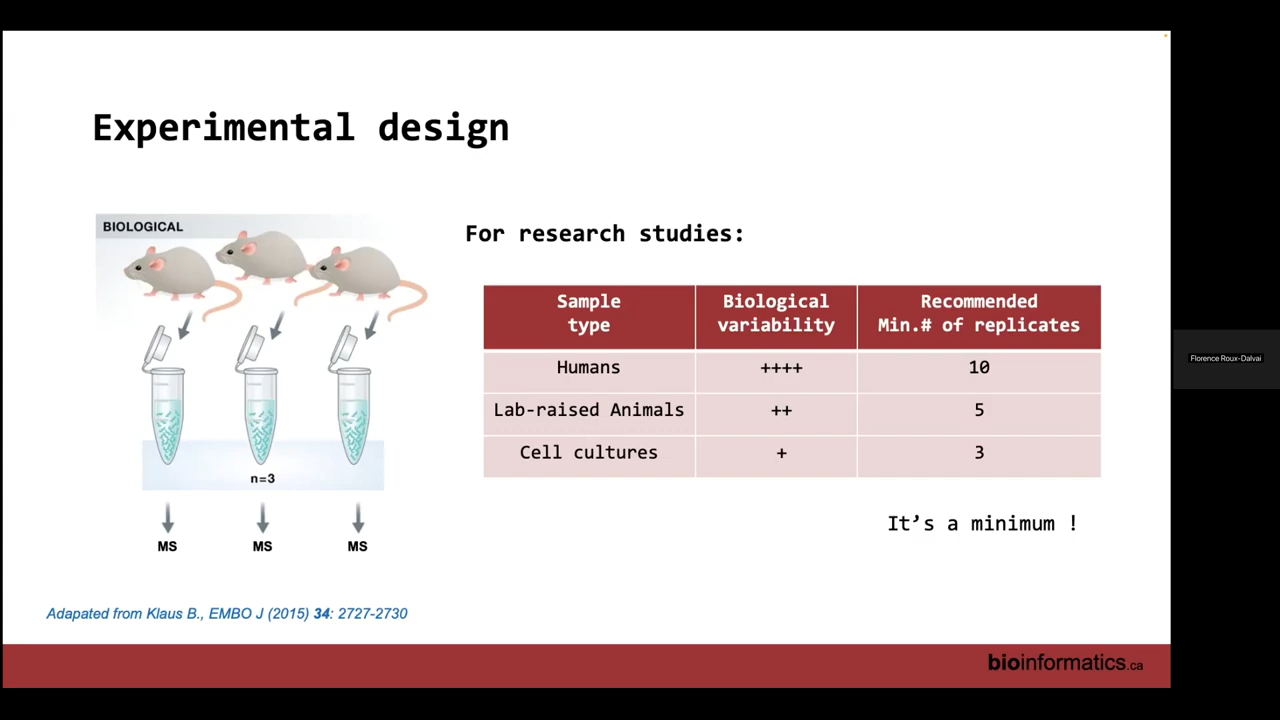 Experimental design
BIOLOGICAL
n=3
MS MS MS
For research studies:
Sample type Biological variability Recommended Min.# of replicates
Humans ++++ 10
Lab-raised Animals ++ 5
Cell cultures + 3
It's a minimum !
Adapated from Klaus B., EMBO J (2015) 34: 2727-2730
bioinformatics.ca
Florence Roux-Dalvai